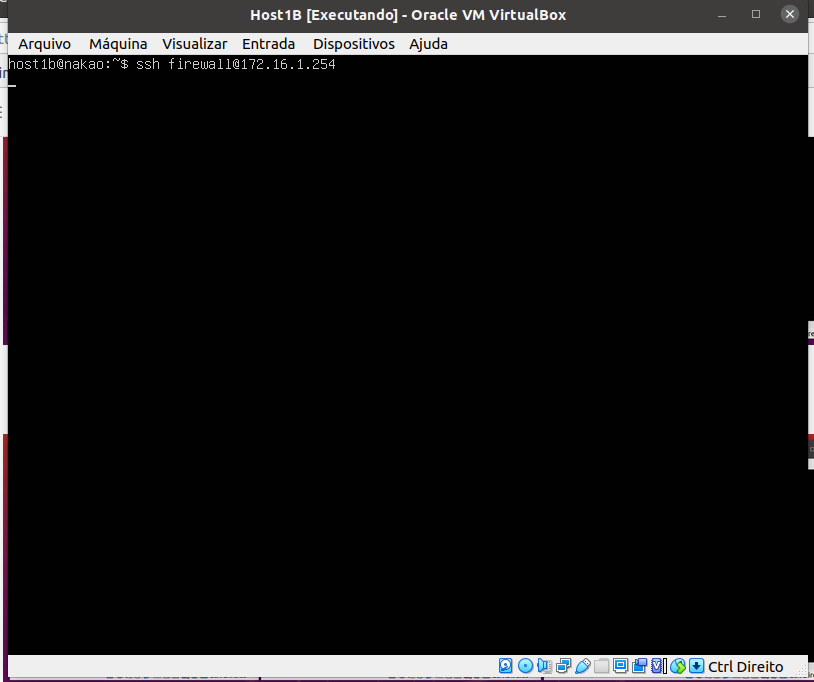 Host1B [Executando] - Oracle VM VirtualBox
Arquivo Máquina Visualizar Entrada Dispositivos Ajuda
host1b@nakao:~$ ssh firewall@172.16.1.254
Ctrl Direito